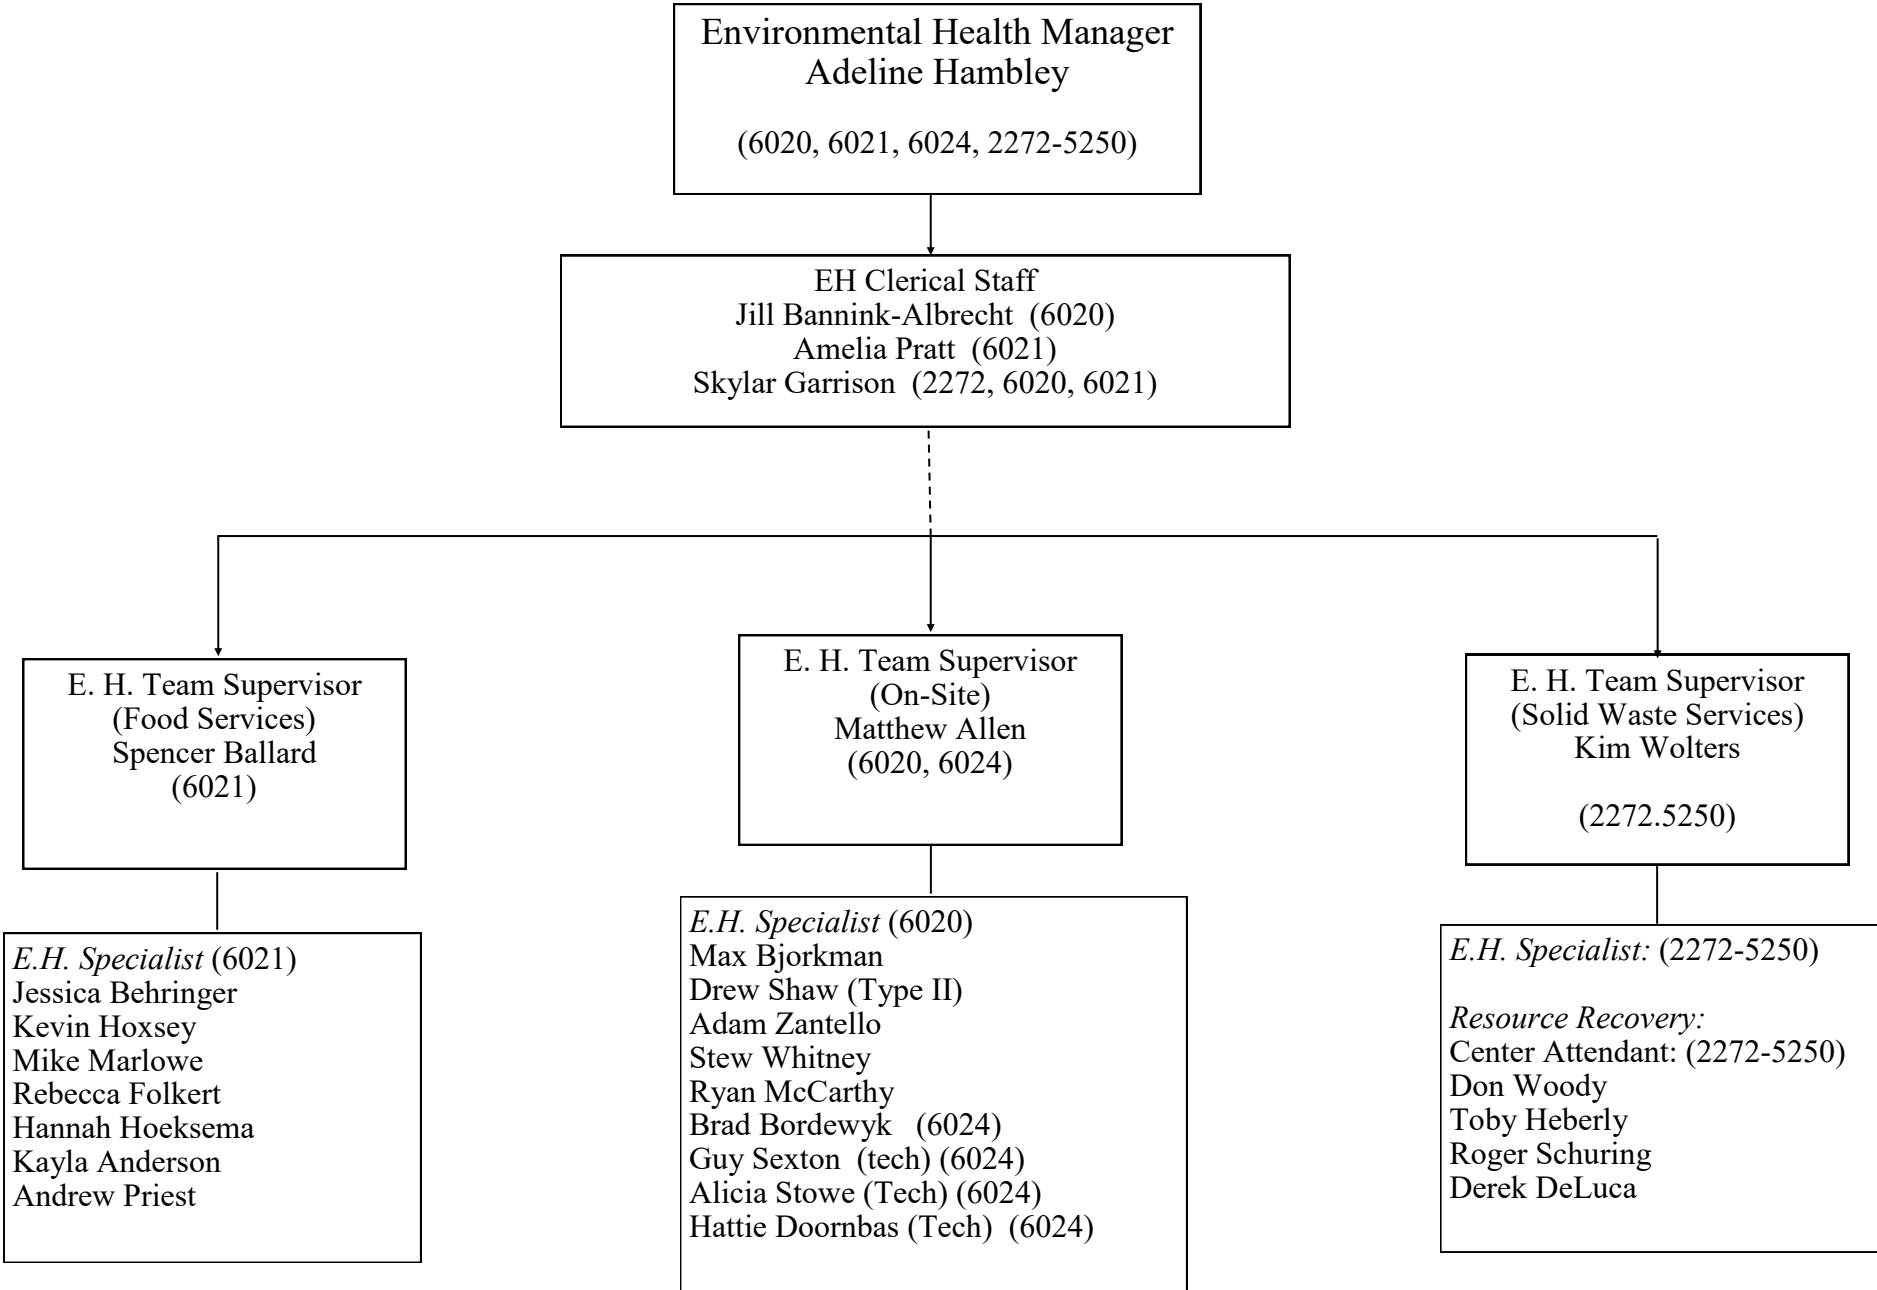 Environmental Health Manager
Adeline Hambley
(6020, 6021, 6024, 2272-5250)
EH Clerical Staff
Jill Bannink-Albrecht (6020)
Amelia Pratt (6021)
Skylar Garrison (2272, 6020, 6021)
E. H. Team Supervisor
(Food Services)
Spencer Ballard
(6021)
E. H. Team Supervisor
(On-Site)
Matthew Allen
(6020, 6024)
E. H. Team Supervisor
(Solid Waste Services)
Kim Wolters
(2272.5250)
E.H. Specialist (6021)
Jessica Behringer
Kevin Hoxsey
Mike Marlowe
Rebecca Folkert
Hannah Hoeksema
Kayla Anderson
Andrew Priest
E.H. Specialist (6020)
Max Bjorkman
Drew Shaw (Type II)
Adam Zantello
Stew Whitney
Ryan McCarthy
Brad Bordewyk (6024)
Guy Sexton (tech) (6024)
Alicia Stowe (Tech) (6024)
Hattie Doornbas (Tech) (6024)
E.H. Specialist: (2272-5250)
Resource Recovery:
Center Attendant: (2272-5250)
Don Woody
Toby Heberly
Roger Schuring
Derek DeLuca